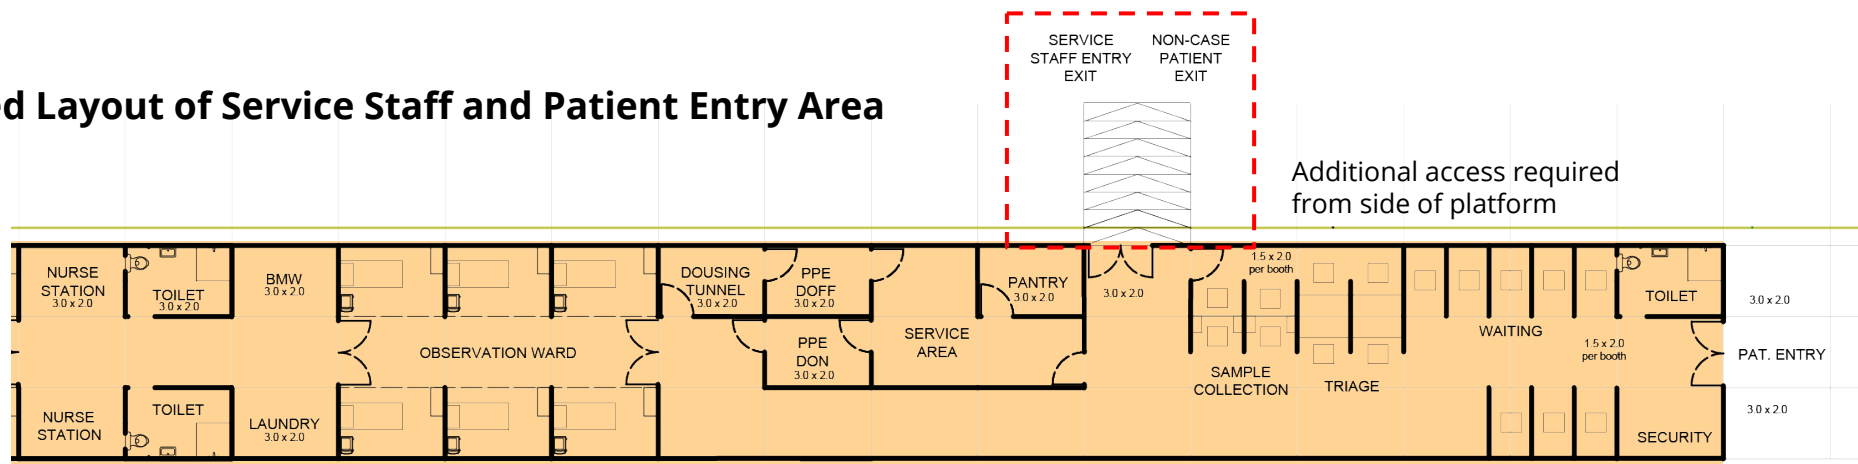 SERVICE
STAFF ENTRY
EXIT
NON-CASE
PATIENT
EXIT
d Layout of Service Staff and Patient Entry Area
Additional access required
from side of platform
NURSE
STATION
3.0 x 2.0
TOILET
3.0 x 2.0
BMW
3.0 x 2.0
DOUSING
TUNNEL
3.0 x 2.0
PPE
DOFF
3.0 x 2.0
PANTRY
3.0 x 2.0
3.0 x 2.0
1.5 x 2.0
per booth
TOILET
3.0 x 2.0
OBSERVATION WARD
PPE
DON
3.0 x 2.0
SERVICE
AREA
WAITING
1.5 x 2.0
per booth
PAT. ENTRY
SAMPLE
COLLECTION
TRIAGE
NURSE
STATION
TOILET
LAUNDRY
3.0 x 2.0
3.0 x 2.0
SECURITY